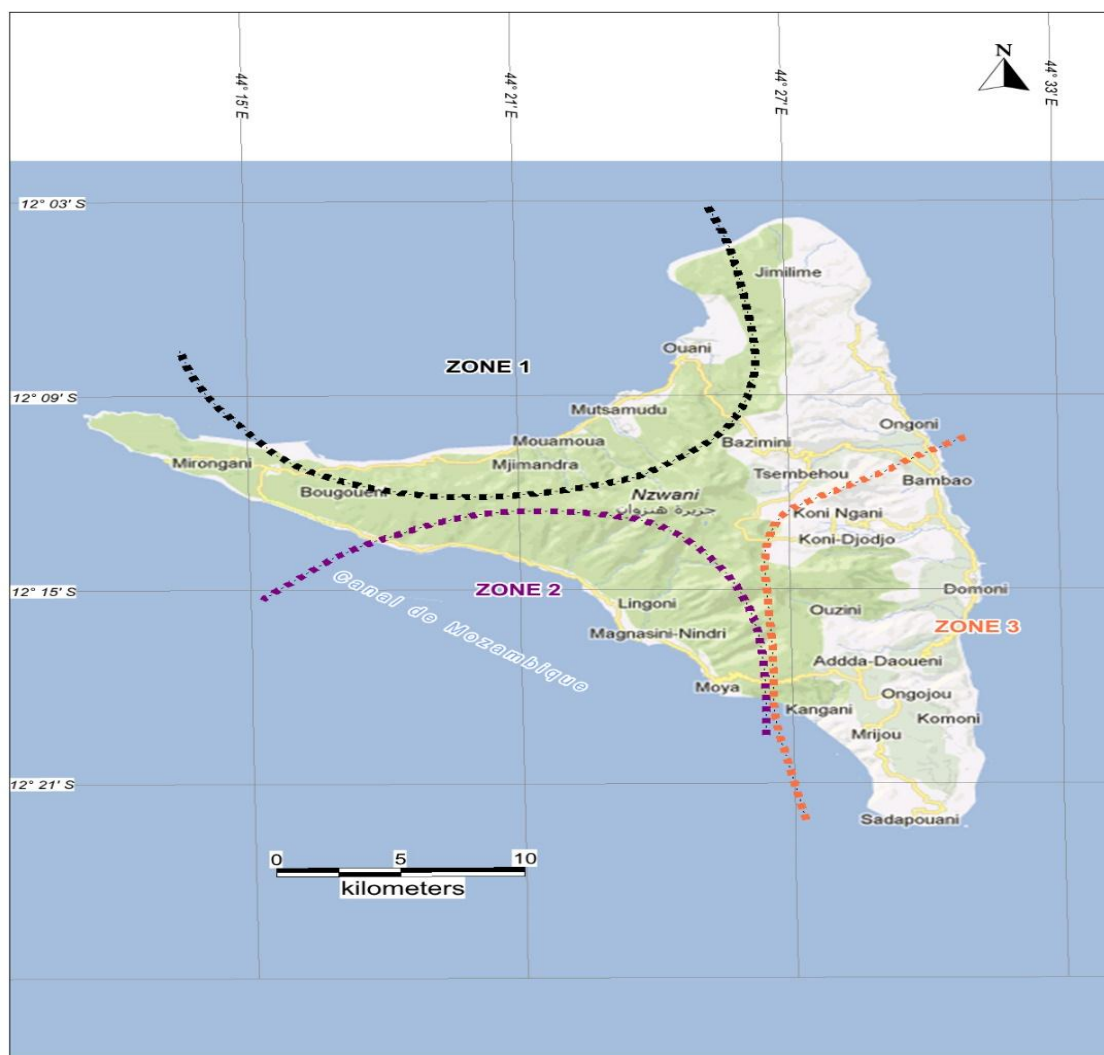 N
44° 15' E
44° 21' E
44° 27' E
44° 33' E
12° 03' S
Jimilime
Ouani
ZONE 1
12° 09' S
Mutsamudu
Ongoni
Mouamoua
Bazimini
Mirongani
Mjimandra
Tsembehou
Bambao
Bougoueni
Nzwani
جزيرة هنزوان
Koni Ngani
Koni-Djodjo
12° 15' S
ZONE 2
Canal de Mozambique
Domoni
Lingoni
Ouzini
ZONE 3
Magnasini-Nindri
Addda-Daoueni
Moya
Ongojou
Kangani
Komoni
Mrijou
12° 21' S
Sadapouani
0 5 10
kilometers